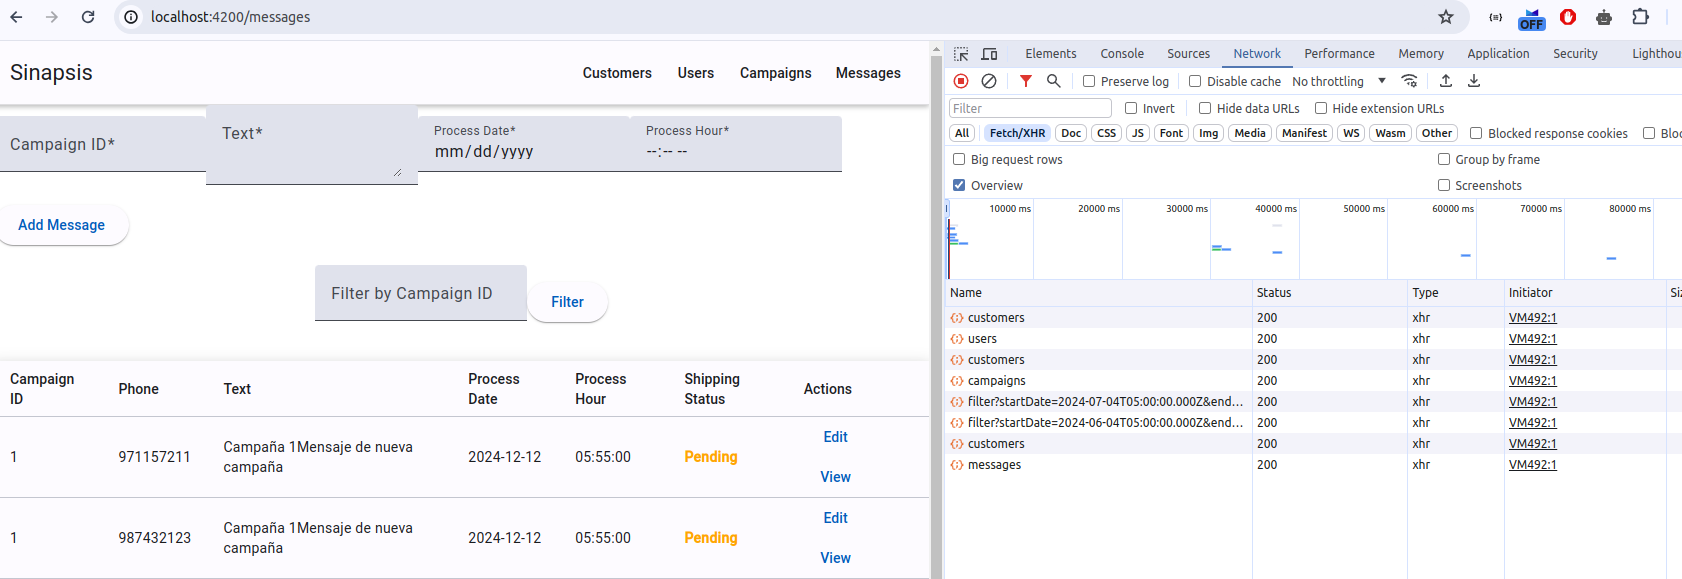 localhost:4200/messages
OFF
Sinapsis
Customers Users Campaigns Messages
Campaign ID*
Text*
Process Date*
mm/dd/yyyy
Process Hour*
--:-- --
Add Message
Filter by Campaign ID
Filter
Campaign ID Phone Text Process Date Process Hour Shipping Status Actions
1 971157211 Campaña 1Mensaje de nueva campaña 2024-12-12 05:55:00 Pending Edit
View
1 987432123 Campaña 1Mensaje de nueva campaña 2024-12-12 05:55:00 Pending Edit
View
Elements Console Sources Network Performance Memory Application Security Lighthou
Preserve log Disable cache No throttling
Filter Invert Hide data URLs Hide extension URLs
All Fetch/XHR Doc CSS JS Font Img Media Manifest WS Wasm Other Blocked response cookies Bloc
Big request rows Group by frame
Overview Screenshots
10000 ms 20000 ms 30000 ms 40000 ms 50000 ms 60000 ms 70000 ms 80000 ms
Name Status Type Initiator Siz
customers 200 xhr VM492:1
users 200 xhr VM492:1
customers 200 xhr VM492:1
campaigns 200 xhr VM492:1
filter?startDate=2024-07-04T05:00:00.000Z&end... 200 xhr VM492:1
filter?startDate=2024-06-04T05:00:00.000Z&end... 200 xhr VM492:1
customers 200 xhr VM492:1
messages 200 xhr VM492:1